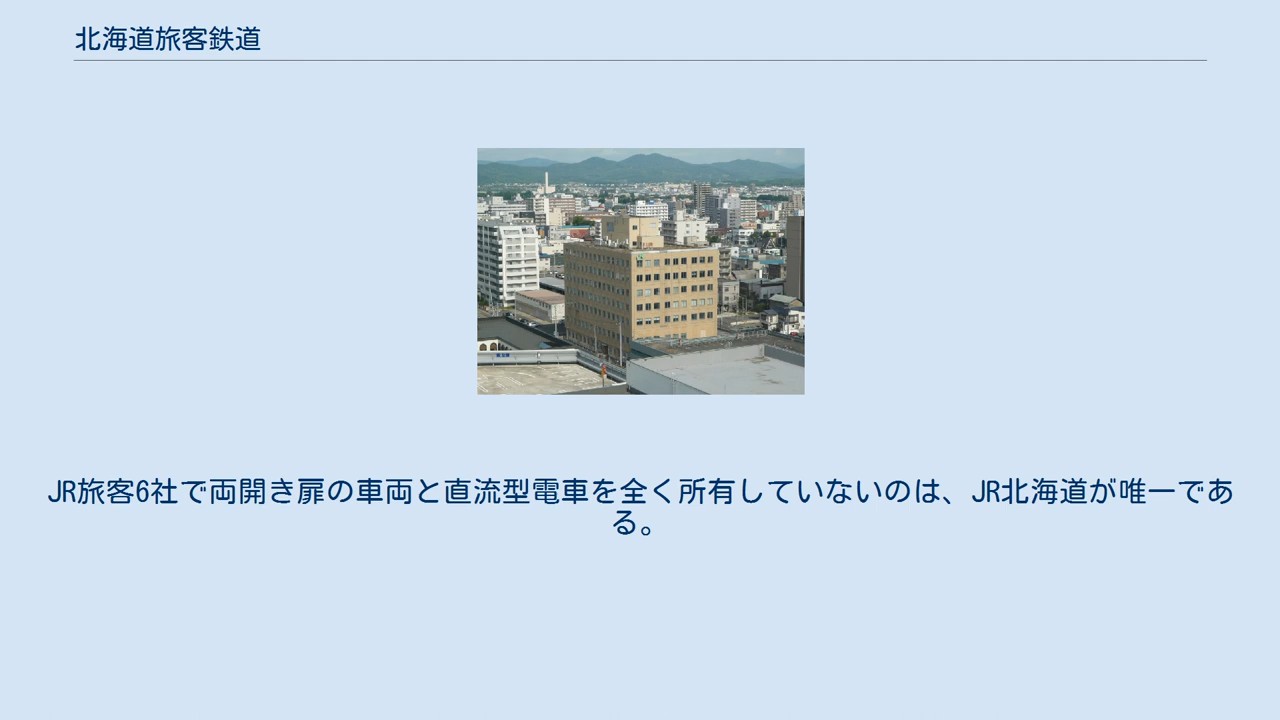 北海道旅客鉄道
JR旅客6社で両開き扉の車両と直流型電車を全く所有していないのは、JR北海道が唯一であ
る。